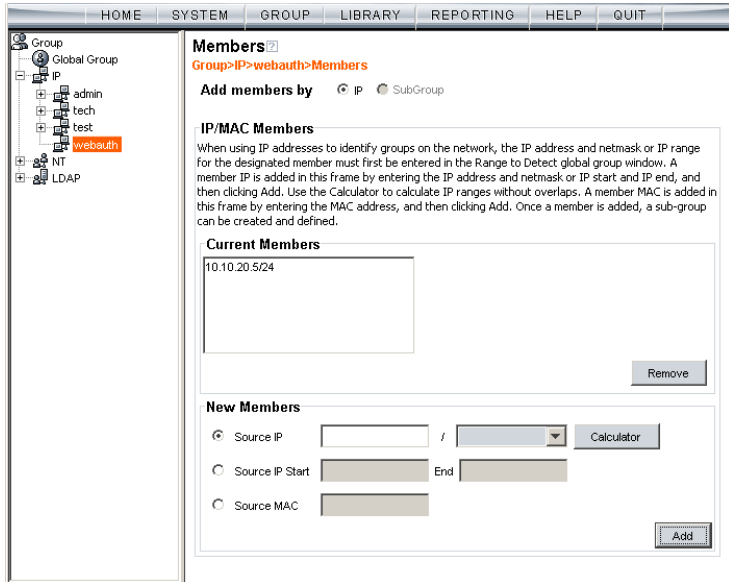 HOME SYSTEM GROUP LIBRARY REPORTING HELP QUIT
Group
Global Group
IP
admin
tech
test
webauth
NT
LDAP
Members?
Group>IP>webauth>Members
Add members by IP SubGroup
IP/MAC Members
When using IP addresses to identify groups on the network, the IP address and netmask or IP range
for the designated member must first be entered in the Range to Detect global group window. A
member IP is added in this frame by entering the IP address and netmask or IP start and IP end, and
then clicking Add. Use the Calculator to calculate IP ranges without overlaps. A member MAC is added in
this frame by entering the MAC address, and then clicking Add. Once a member is added, a sub-group
can be created and defined.
Current Members
10.10.20.5/24
Remove
New Members
Source IP / Calculator
Source IP Start End
Source MAC
Add